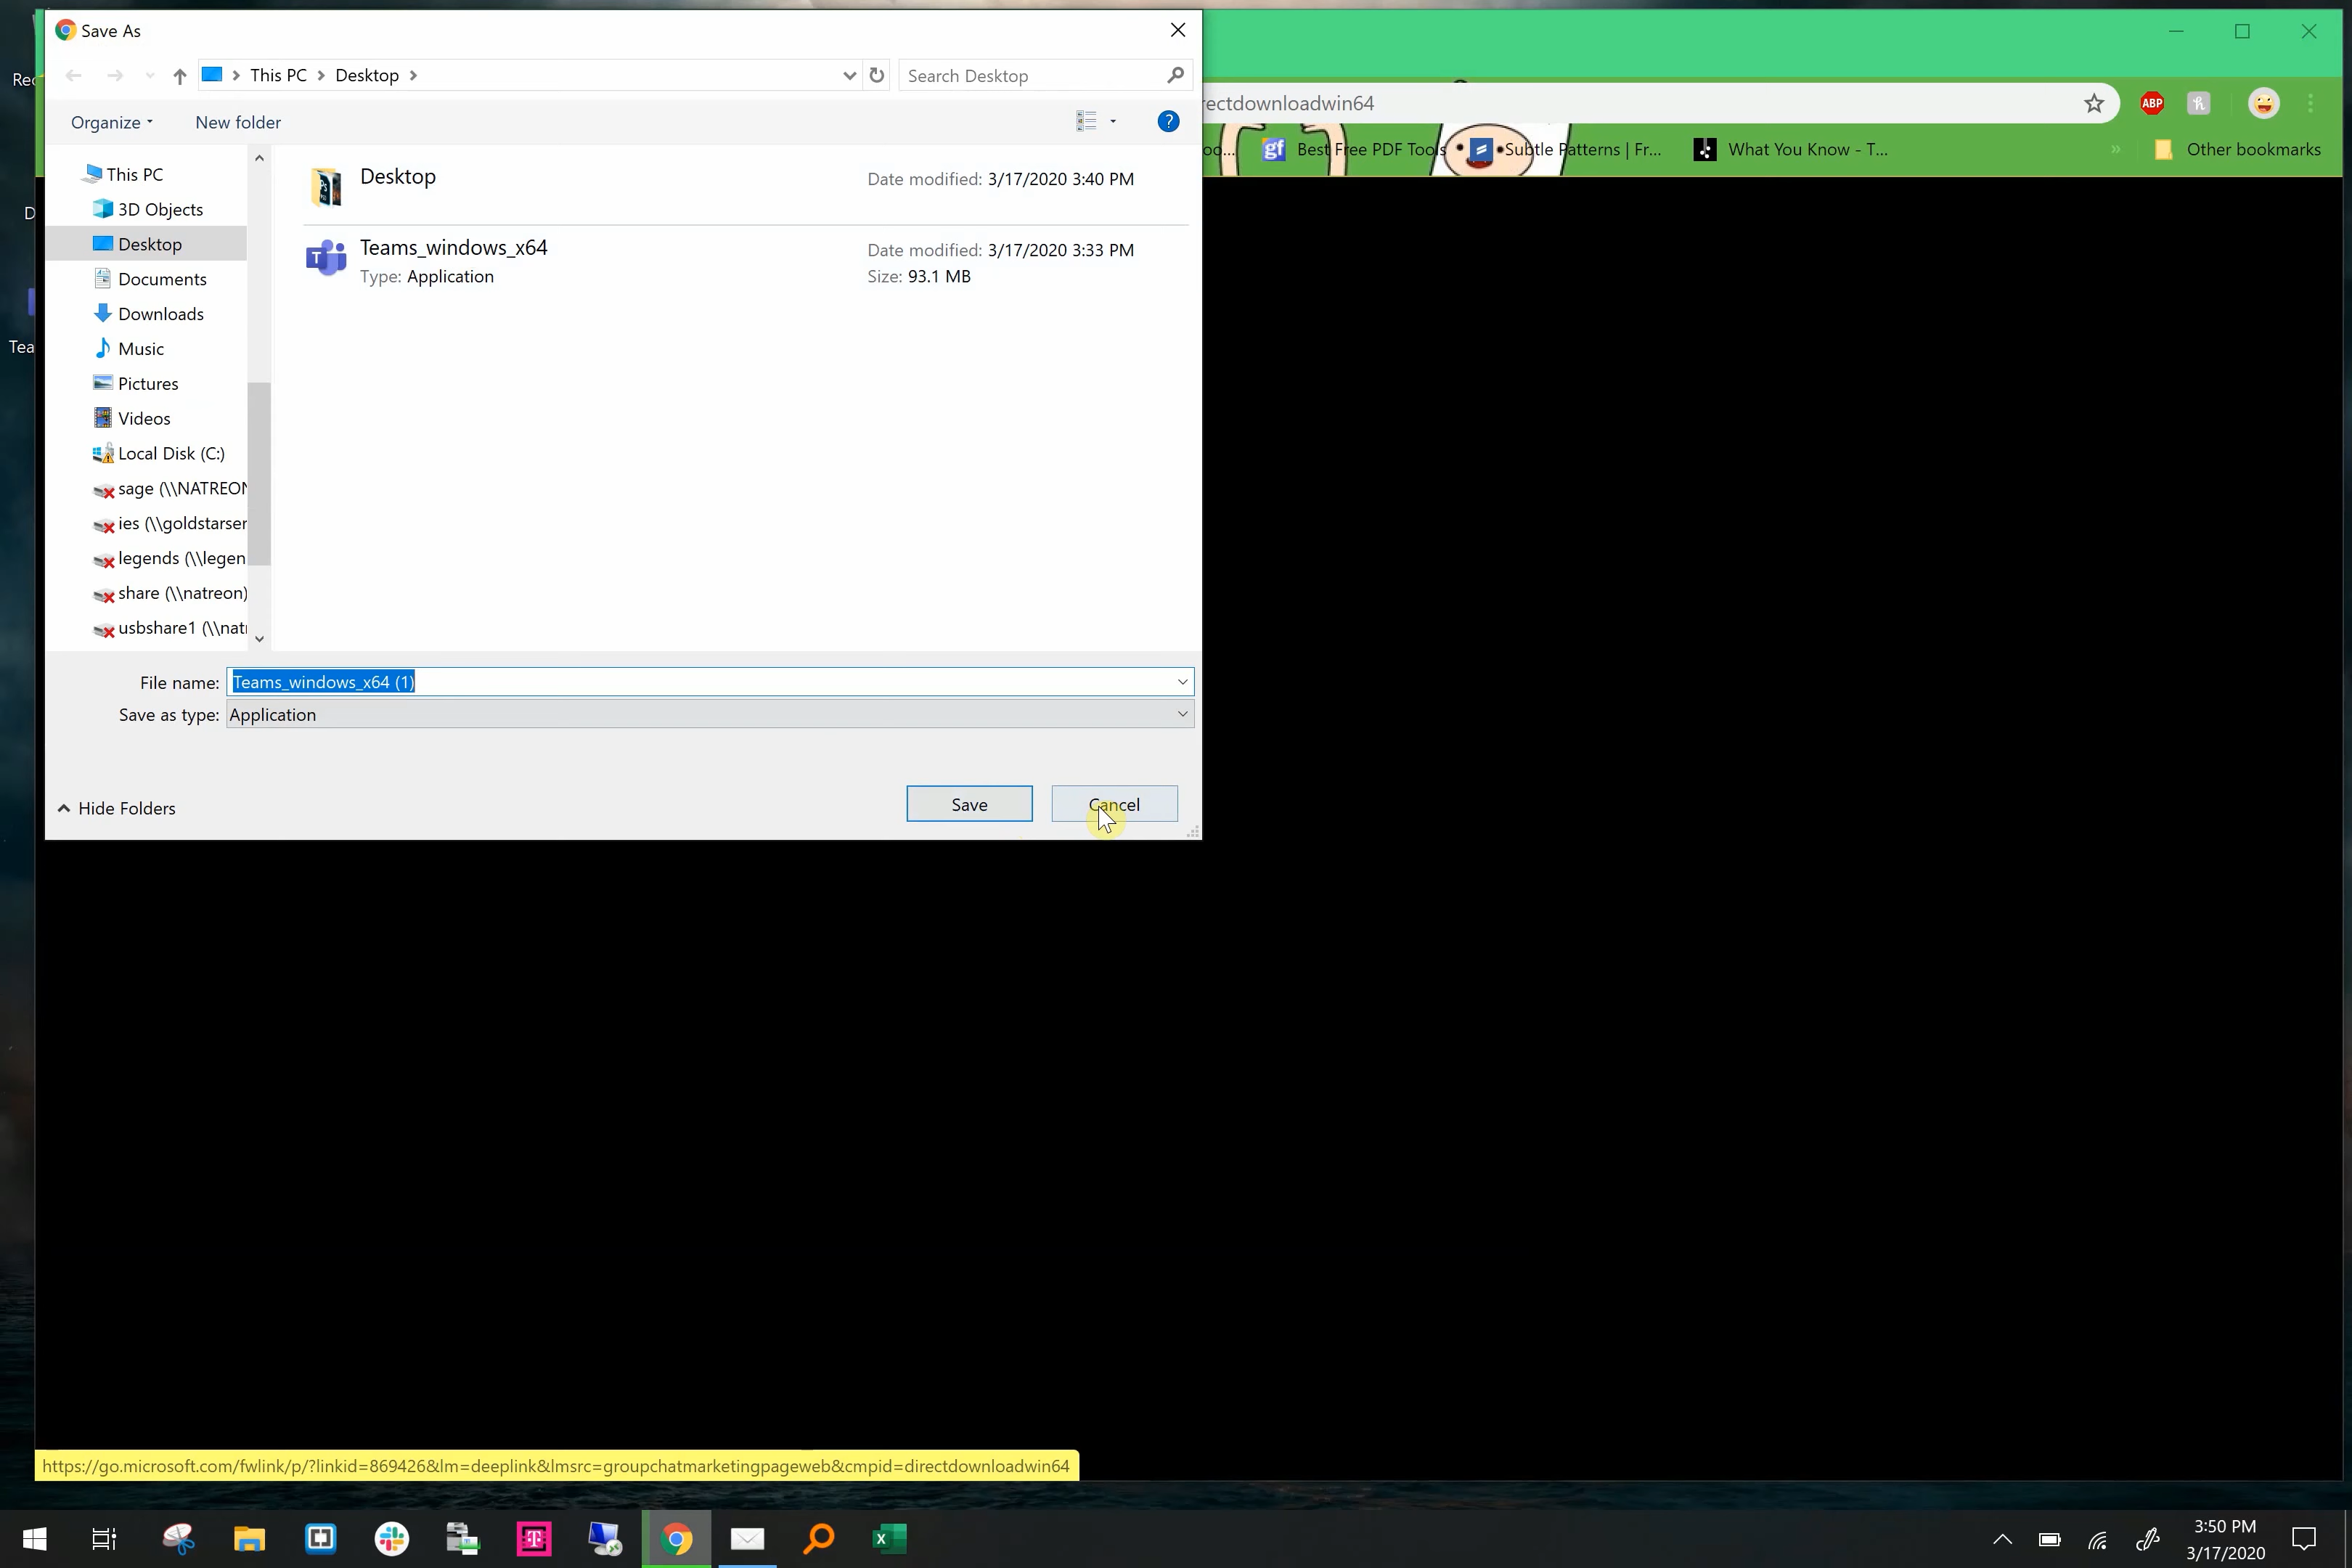 Save As
This PC
Desktop
Search Desktop
rectdownloadwin64
ABP
Organize
New folder
?
gf
Best Free PDF Tools
Subtle Patterns | Fr...
What You Know - T...
»
Other bookmarks
Rec
D
Tea
This PC
3D Objects
Desktop
Documents
Downloads
Music
Pictures
Videos
Local Disk (C:)
sage (\\NATREON
ies (\\goldstarser
legends (\\legen
share (\\natreon)
usbshare1 (\\nat
Desktop
Date modified: 3/17/2020 3:40 PM
Teams_windows_x64
Date modified: 3/17/2020 3:33 PM
Type: Application
Size: 93.1 MB
File name: Teams_windows_x64 (1)
Save as type: Application
Hide Folders
Save
Cancel
https://go.microsoft.com/fwlink/p/?linkid=869426&lm=deeplink&lmsrc=groupchatmarketingpageweb&cmpid=directdownloadwin64
3:50 PM
3/17/2020